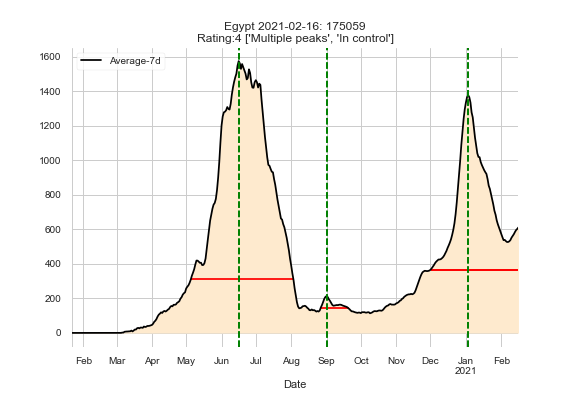 Egypt 2021-02-16: 175059
Rating:4 ['Multiple peaks', 'In control']
Average-7d
1600
1400
1200
1000
800
600
400
200
0
Feb Mar Apr May Jun Jul Aug Sep Oct Nov Dec Jan Feb
2021
Date